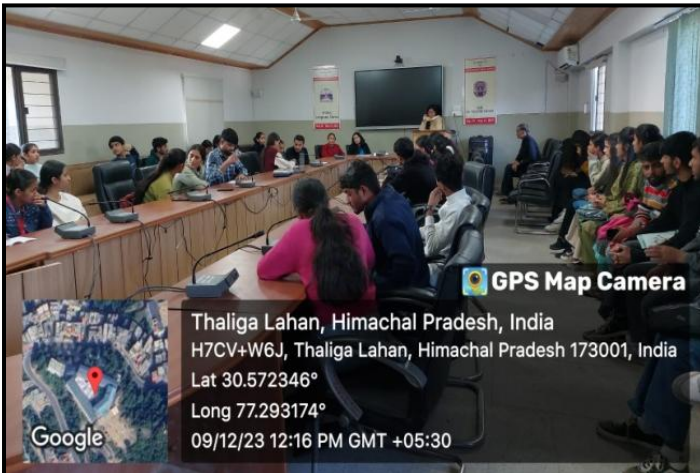 GPS Map Camera
Thaliga Lahan, Himachal Pradesh, India
H7CV+W6J, Thaliga Lahan, Himachal Pradesh 173001, India
Lat 30.572346°
Long 77.293174°
09/12/23 12:16 PM GMT +05:30
Google